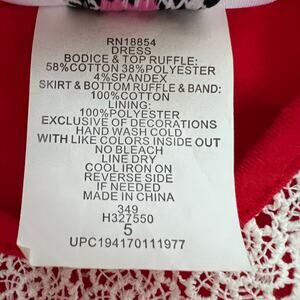 RN18854
DRESS
BODICE & TOP RUFFLE:
58%COTTON 38%POLYESTER
4%SPANDEX
SKIRT & BOTTOM RUFFLE & BAND:
100%COTTON
LINING:
100%POLYESTER
EXCLUSIVE OF DECORATIONS
HAND WASH COLD
WITH LIKE COLORS INSIDE OUT
NO BLEACH
LINE DRY
COOL IRON ON
REVERSE SIDE
IF NEEDED
MADE IN CHINA
349
H327550
5
UPC194170111977